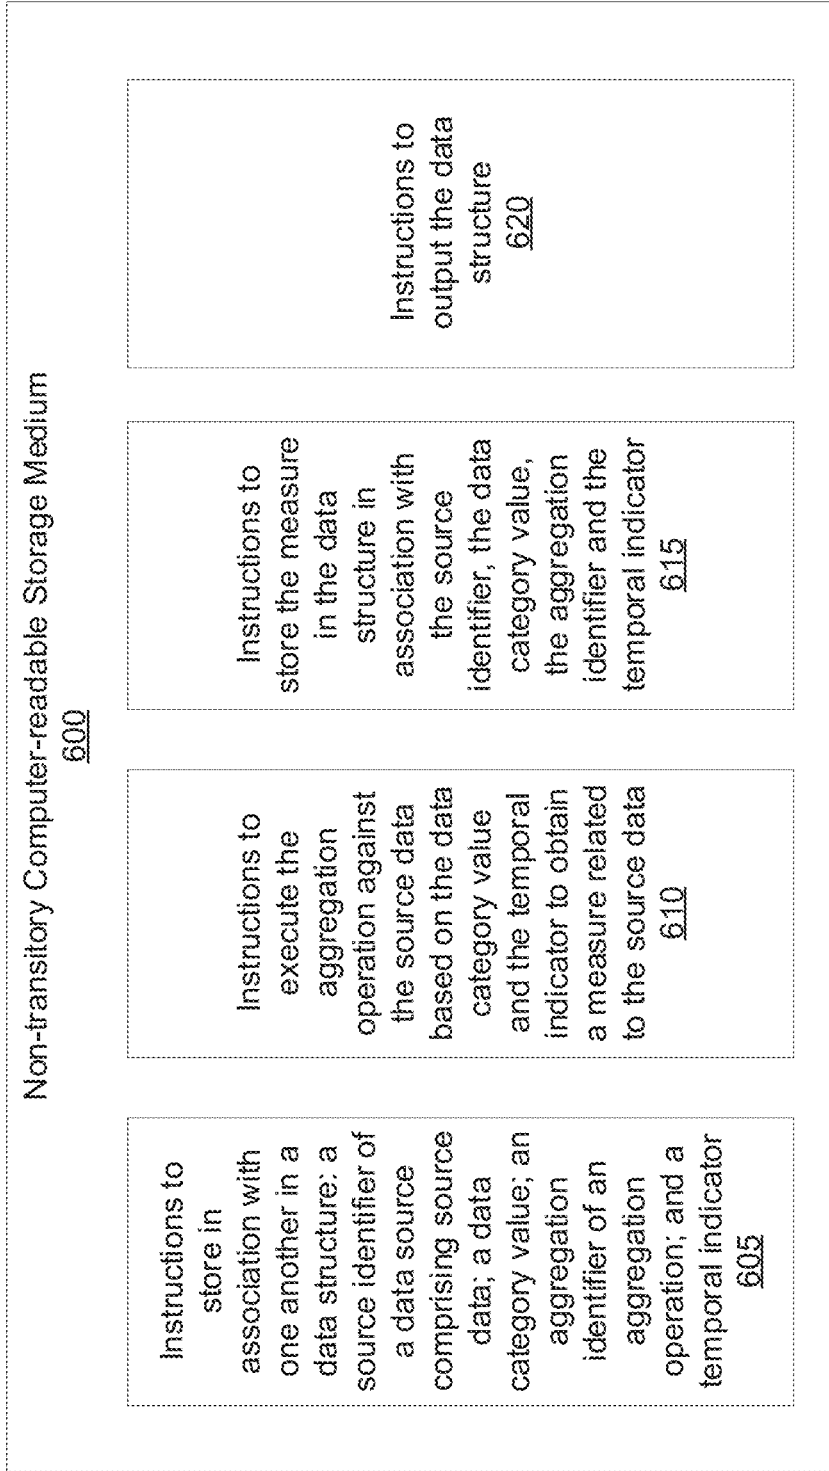 Non-transitory Computer-readable Storage Medium
600
Instructions to
store in
association with
one another in a
data structure: a
source identifier of
a data source
comprising source
data; a data
category value; an
aggregation
identifier of an
aggregation
operation; and a
temporal indicator
605
Instructions to
execute the
aggregation
operation against
the source data
based on the data
category value
and the temporal
indicator to obtain
a measure related
to the source data
610
Instructions to
store the measure
in the data
structure in
association with
the source
identifier, the data
category value,
the aggregation
identifier and the
temporal indicator
615
Instructions to
output the data
structure
620